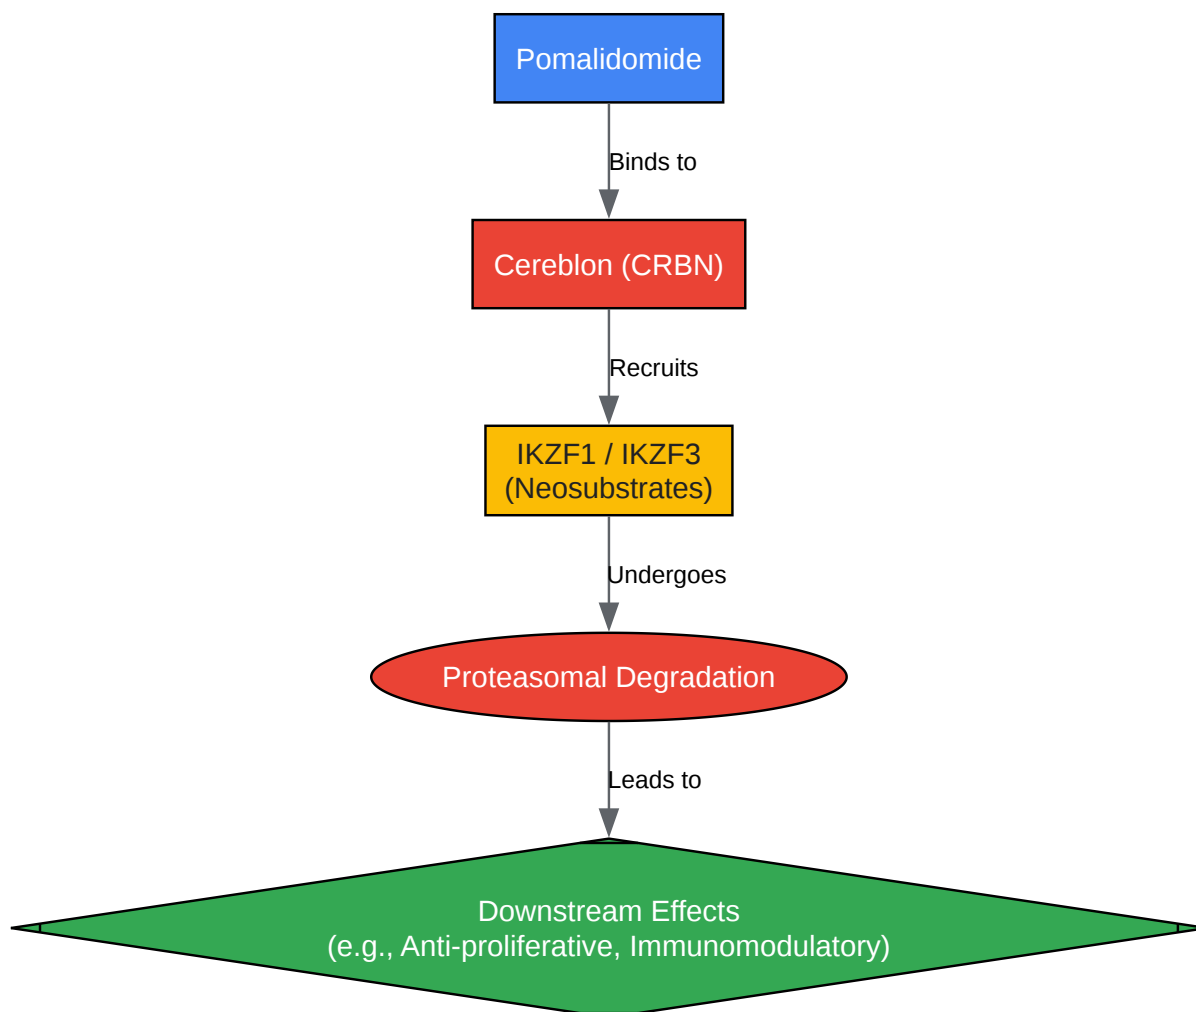 Pomalidomide
Binds to
Cereblon (CRBN)
Recruits
IKZF1 / IKZF3
(Neosubstrates)
Undergoes
Proteasomal Degradation
Leads to
Downstream Effects
(e.g., Anti-proliferative, Immunomodulatory)